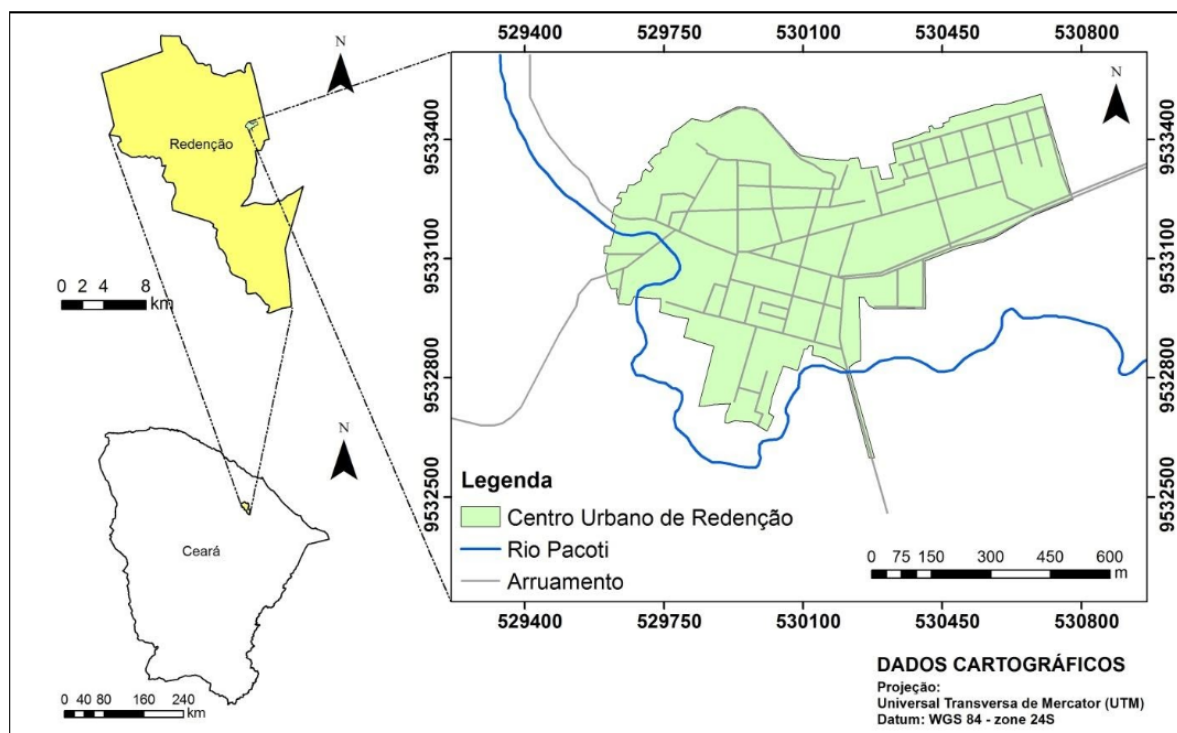 N
Redenção
0 2 4 8
km
N
Ceará
0 40 80 160 240
km
529400 529750 530100 530450 530800
N
9533400 9533400
9533100 9533100
9532800 9532800
9532500 9532500
Legenda
Centro Urbano de Redenção
Rio Pacoti
Arruamento
0 75 150 300 450 600
m
529400 529750 530100 530450 530800
DADOS CARTOGRÁFICOS
Projeção:
Universal Transversa de Mercator (UTM)
Datum: WGS 84 - zone 24S